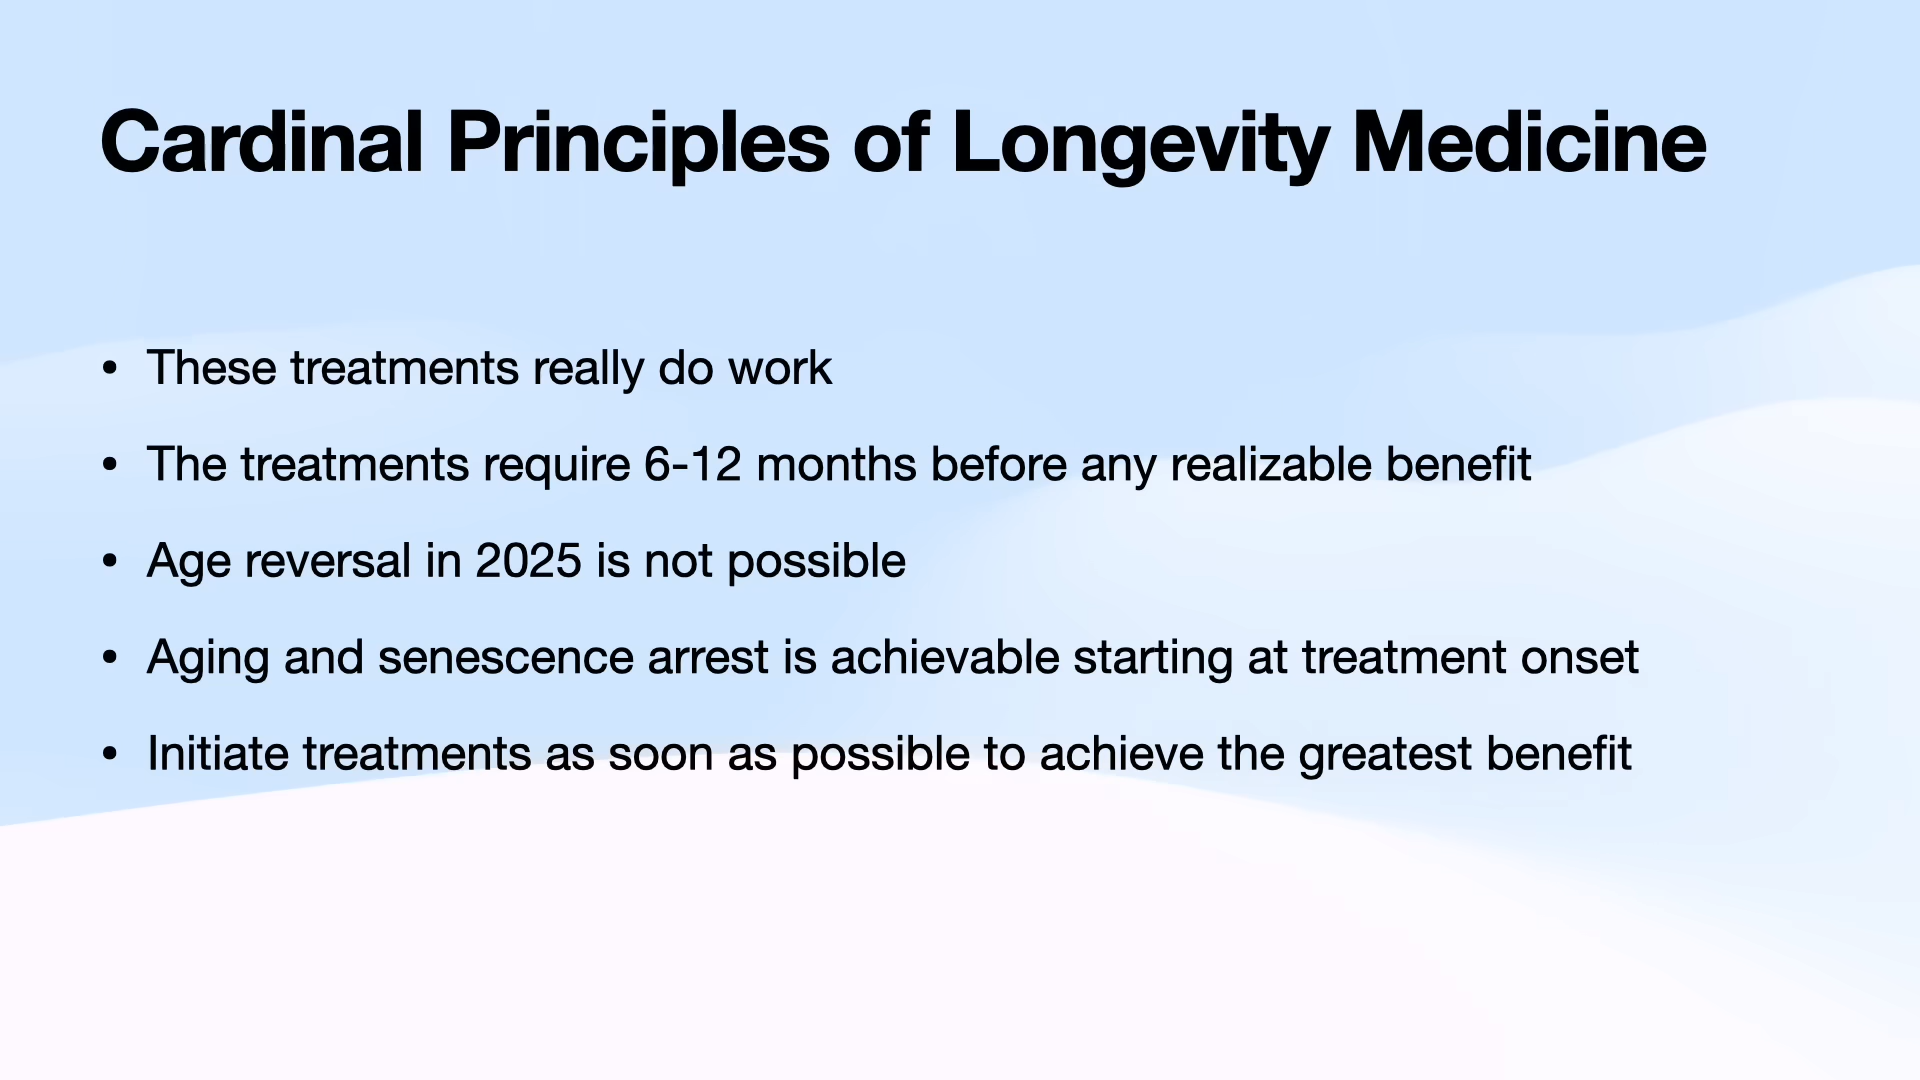 Cardinal Principles of Longevity Medicine
• These treatments really do work
• The treatments require 6-12 months before any realizable benefit
• Age reversal in 2025 is not possible
• Aging and senescence arrest is achievable starting at treatment onset
• Initiate treatments as soon as possible to achieve the greatest benefit